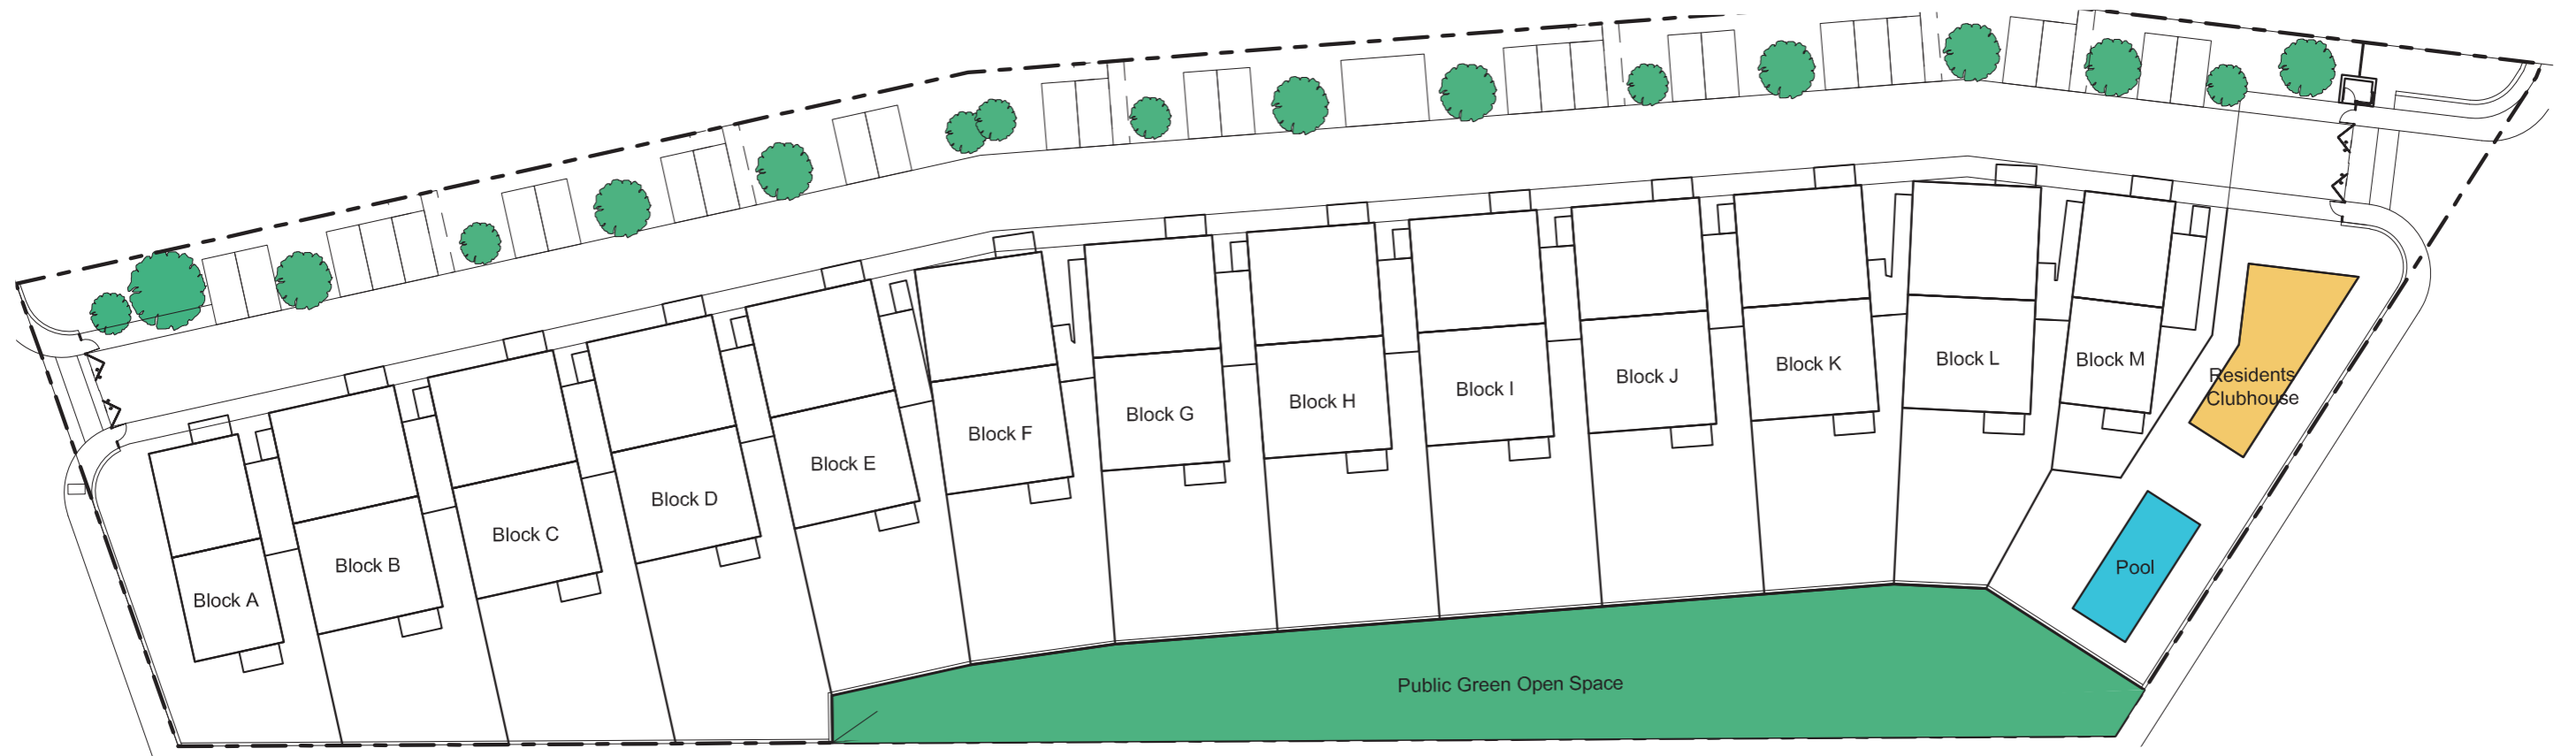 Block A
Block B
Block C
Block D
Block E
Block F
Block G
Block H
Block I
Block J
Block K
Block L
Block M
Residents
Clubhouse
Pool
Public Green Open Space